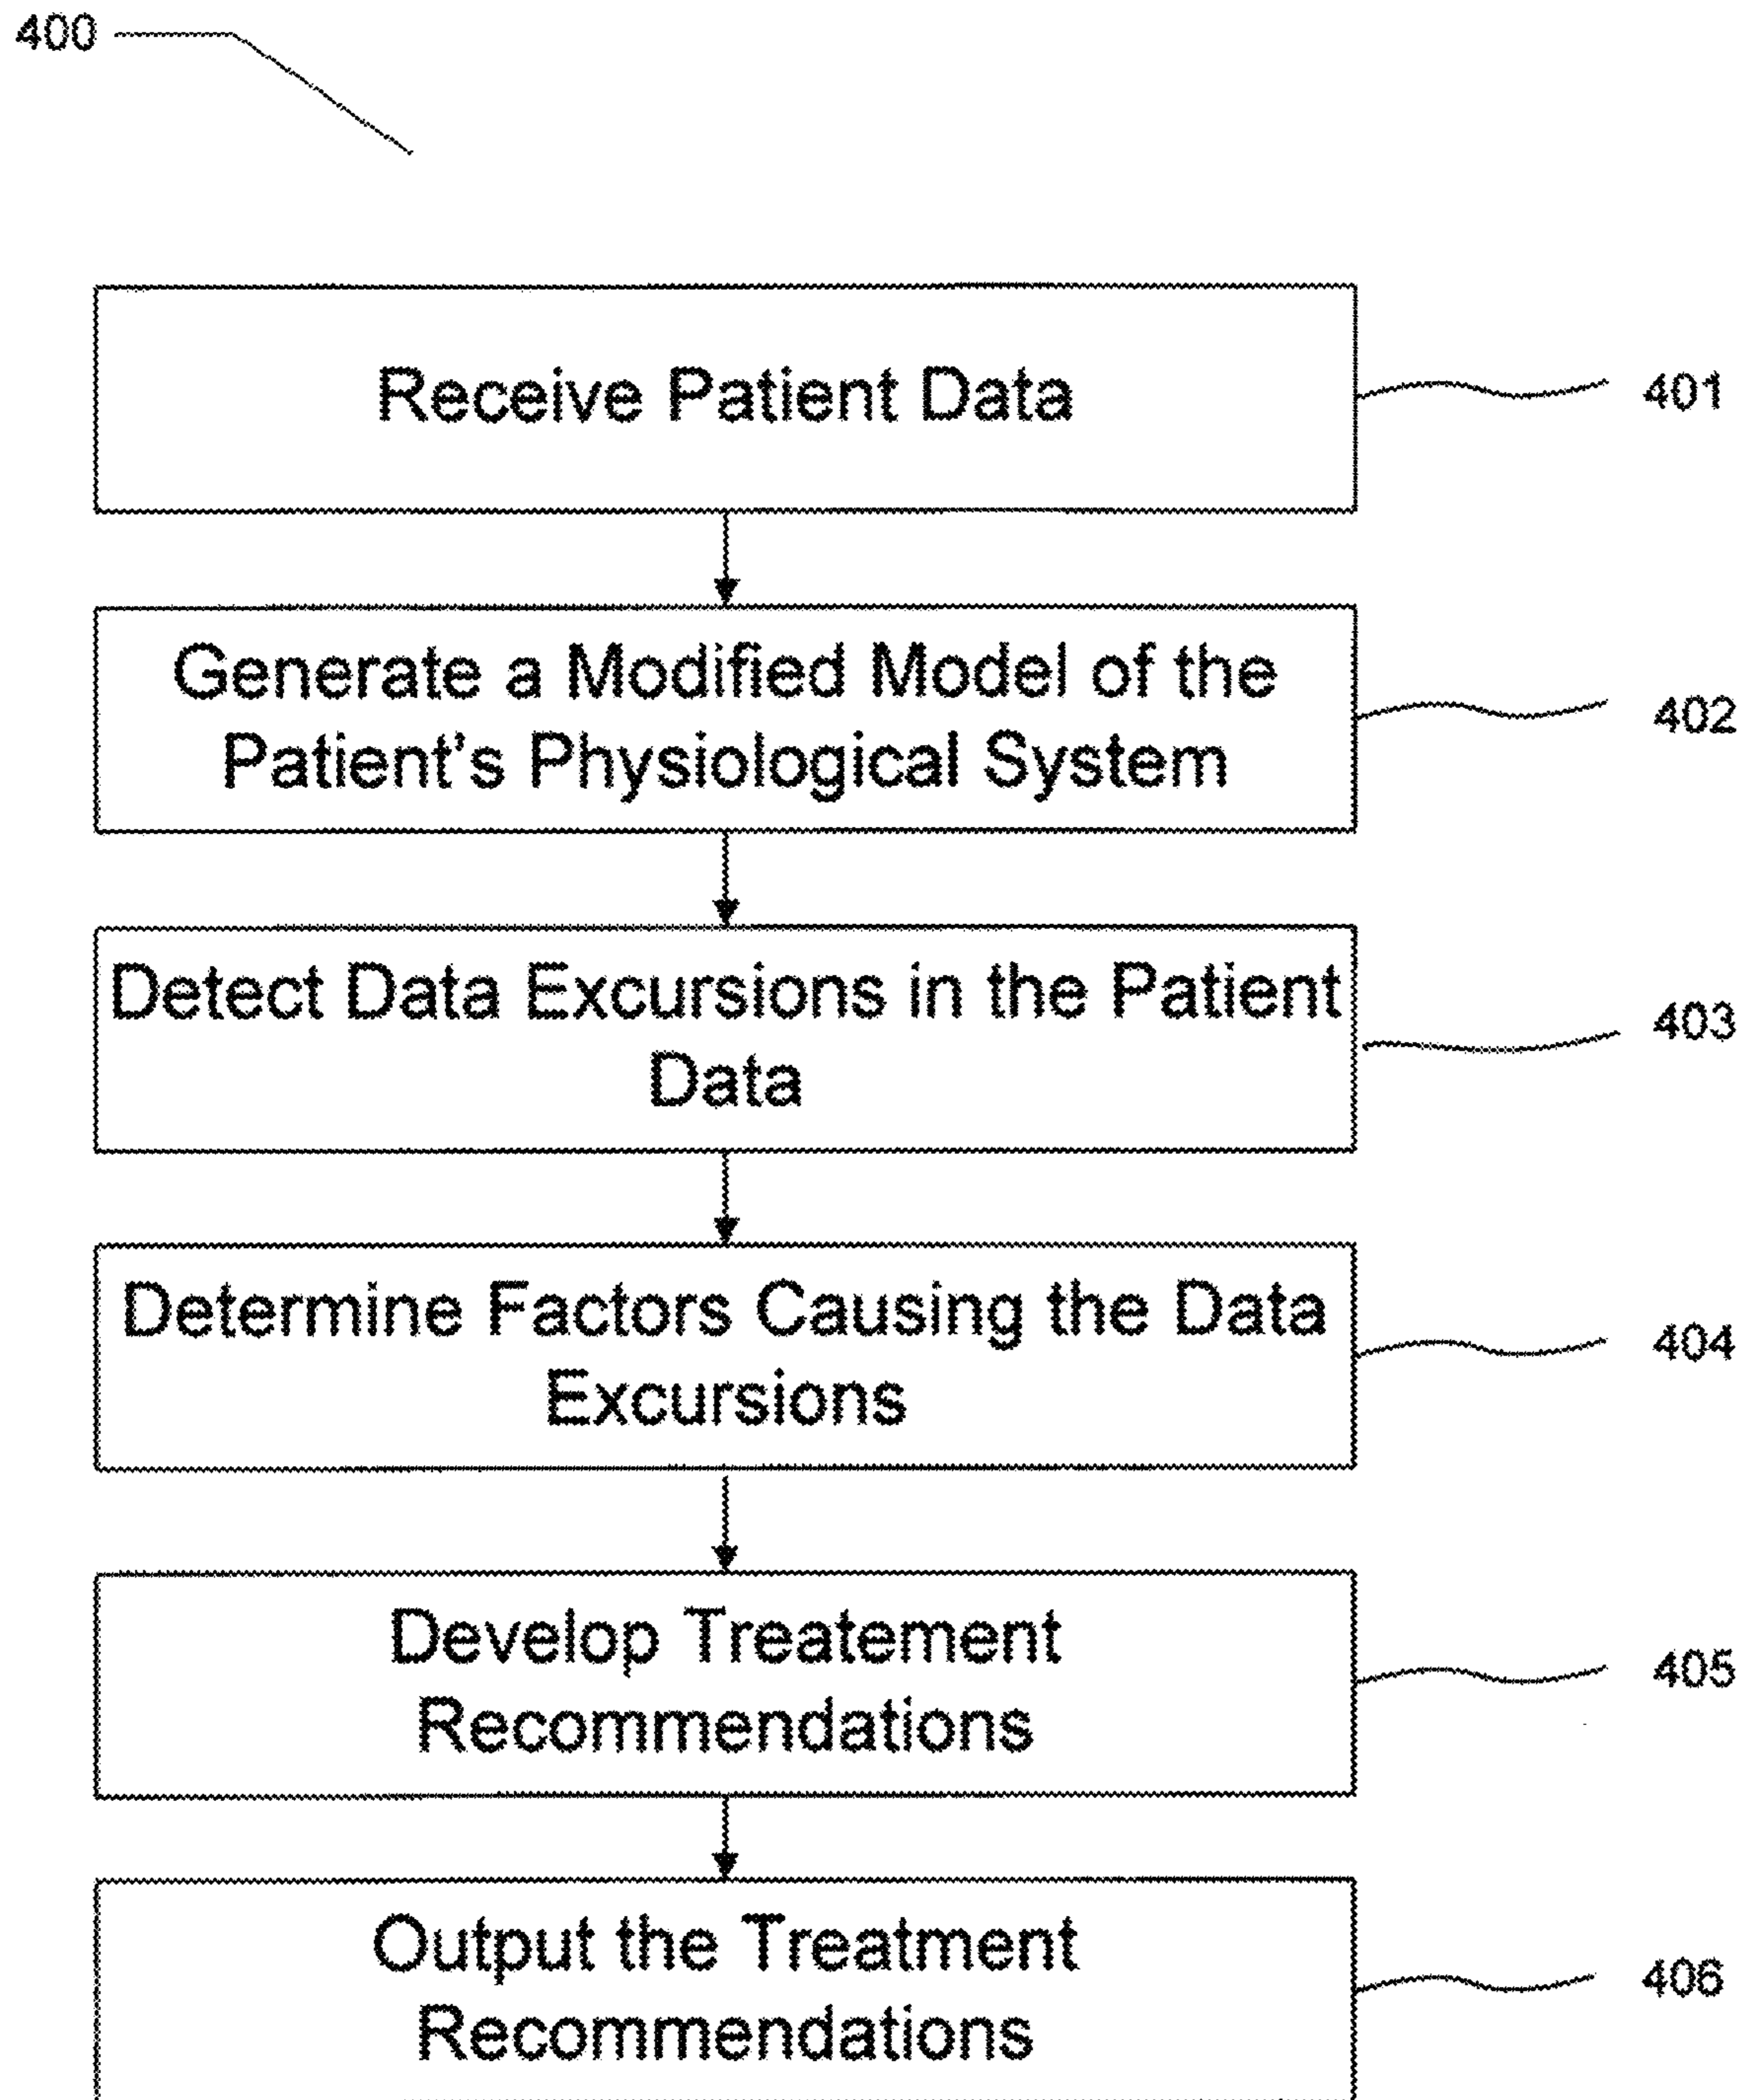 400
Receive Patient Data
401
Generate a Modified Model of the
Patient's Physiological System
402
Detect Data Excursions in the Patient
Data
403
Determine Factors Causing the Data
Excursions
404
Develop Treatement
Recommendations
405
Output the Treatment
Recommendations
406